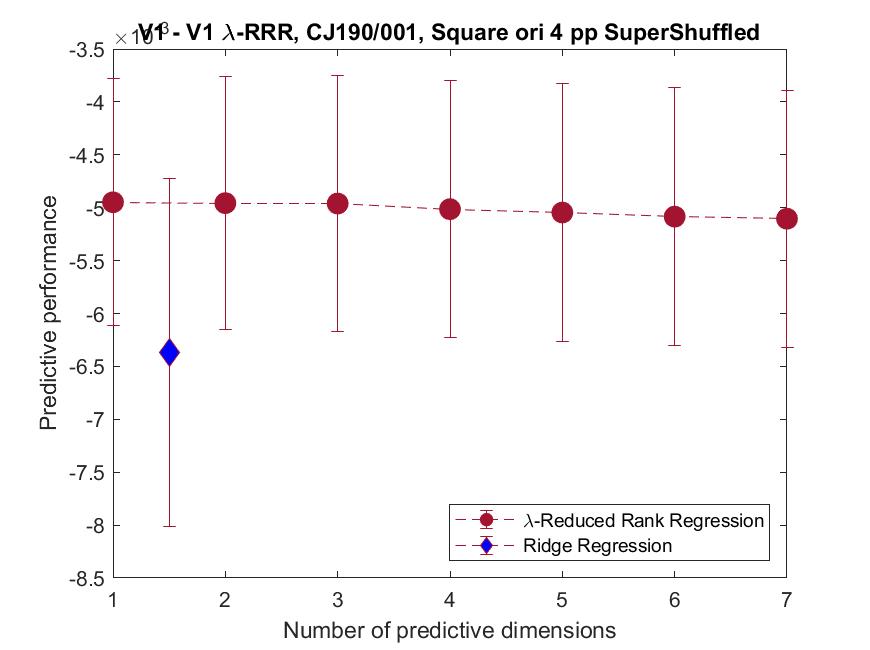 V1 - V1 λ-RRR, CJ190/001, Square ori 4 pp SuperShuffled
×10-3
-3.5
-4
-4.5
-5
-5.5
-6
-6.5
-7
-7.5
-8
-8.5
Predictive performance
λ-Reduced Rank Regression
Ridge Regression
1 2 3 4 5 6 7
Number of predictive dimensions